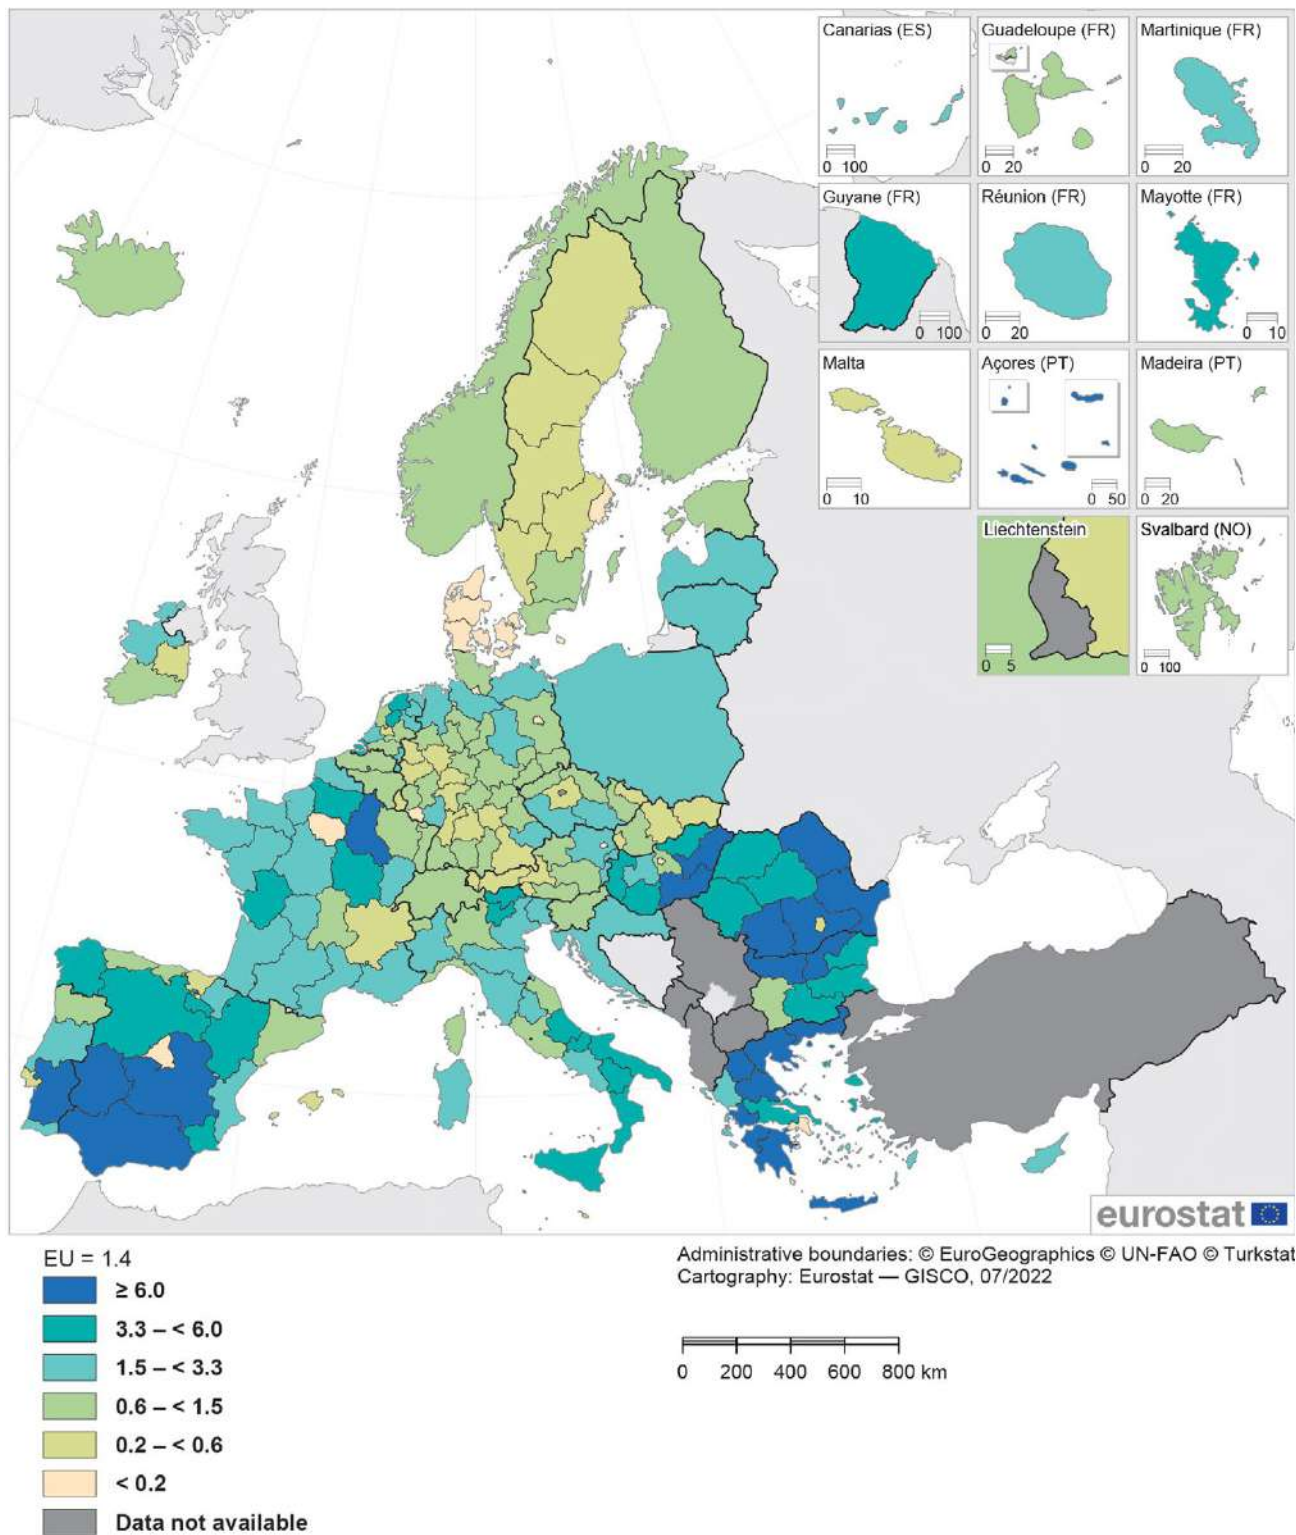 Canarias (ES)
0 100
Guadeloupe (FR)
0 20
Martinique (FR)
0 20
Guyane (FR)
0 100
Réunion (FR)
0 20
Mayotte (FR)
0 10
Malta
0 10
Açores (PT)
0 50
Madeira (PT)
0 20
Liechtenstein
0 5
Svalbard (NO)
0 100
eurostat
EU = 1.4
≥ 6.0
3.3 – < 6.0
1.5 – < 3.3
0.6 – < 1.5
0.2 – < 0.6
< 0.2
Data not available
Administrative boundaries: © EuroGeographics © UN-FAO © Turkstat
Cartography: Eurostat — GISCO, 07/2022
0 200 400 600 800 km